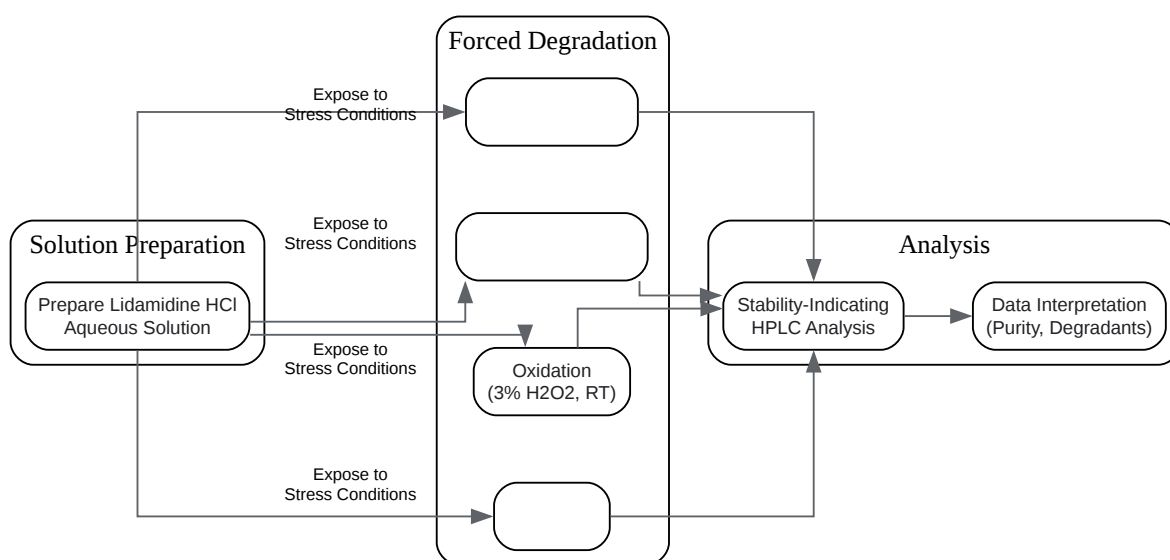 Forced Degradation
Expose to
Stress Conditions
Expose to
Stress Conditions
Solution Preparation
Prepare Lidamidine HCl
Aqueous Solution
Expose to
Stress Conditions
Oxidation
(3% H2O2, RT)
Expose to
Stress Conditions
Analysis
Stability-Indicating
HPLC Analysis
Data Interpretation
(Purity, Degradants)